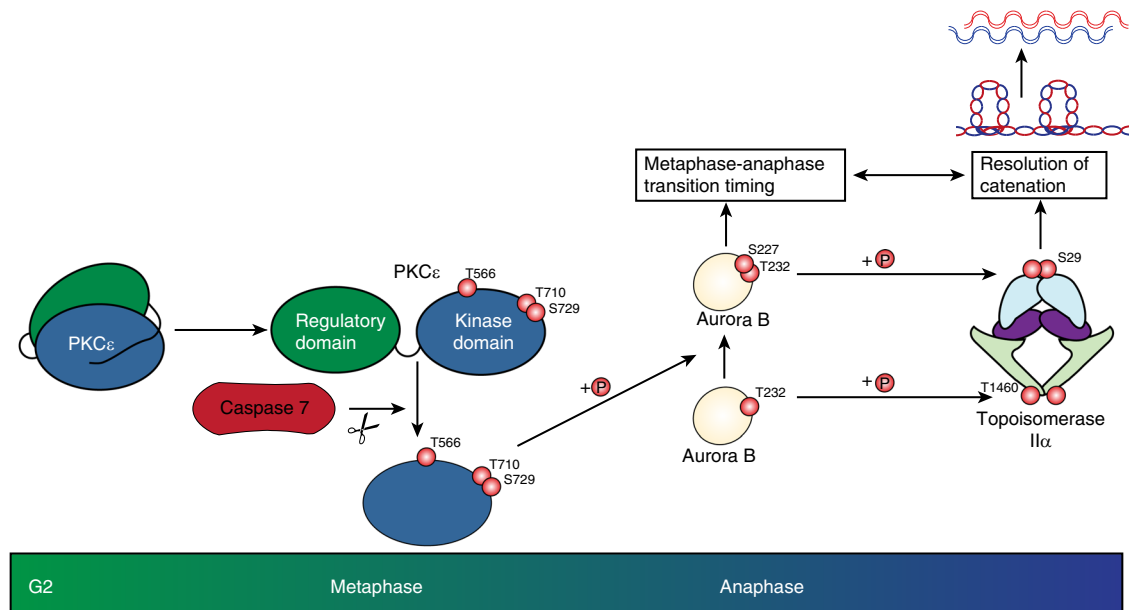 Metaphase-anaphase
transition timing
Resolution of
catenation
S227
T232
Aurora B
+ P
S29
PKCε
T566
T710
S729
Regulatory
domain
Kinase
domain
PKCε
Caspase 7
+ P
T232
Aurora B
+ P
T1460
Topoisomerase
IIα
T566
T710
S729
G2
Metaphase
Anaphase